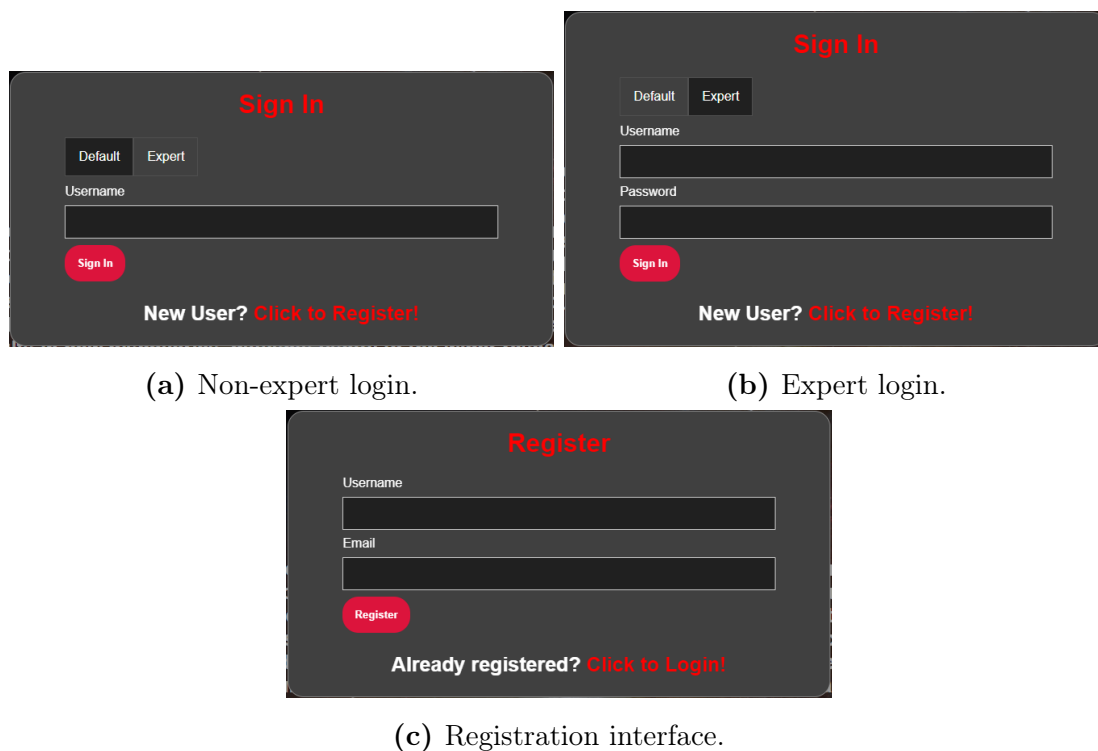 Sign In
Default Expert
Username
Sign In
New User? Click to Register!
(a) Non-expert login.
Sign In
Default Expert
Username
Password
Sign In
New User? Click to Register!
(b) Expert login.
Register
Username
Email
Register
Already registered? Click to Login!
(c) Registration interface.